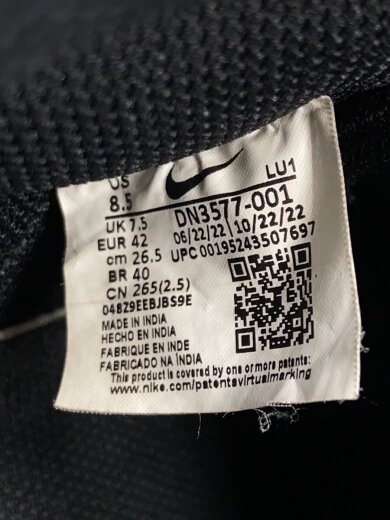 US
8.5
LU1
UK 7.5
DN3577-001
EUR 42
06/22/22 10/22/22
cm 26.5
UPC 00195243507697
BR 40
CN 265(2.5)
04829EEBJBS9E
MADE IN INDIA
HECHO EN INDIA
FABRIQUE EN INDE
FABRICADO NA ÍNDIA
This product is covered by one or more patents:
www.nike.com/patentsvirtualmarking